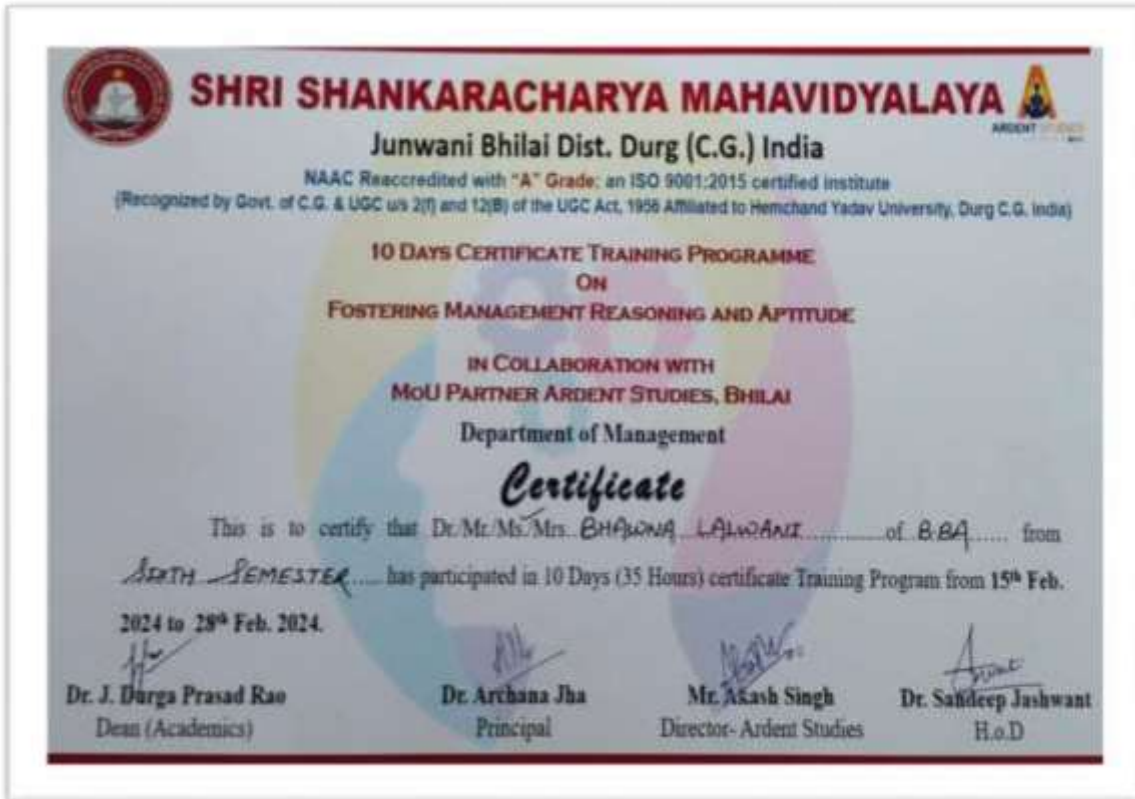 SHRI SHANKARACHARYA MAHAVIDYALAYA
ARDENT STUDIES
Junwani Bhilai Dist. Durg (C.G.) India
NAAC Reaccredited with "A" Grade; an ISO 9001:2015 certified institute
(Recognized by Govt. of C.G. & UGC u/s 2(f) and 12(B) of the UGC Act, 1956 Affiliated to Hemchand Yadav University, Durg C.G. India)
10 DAYS CERTIFICATE TRAINING PROGRAMME
ON
FOSTERING MANAGEMENT REASONING AND APTITUDE
IN COLLABORATION WITH
MOU PARTNER ARDENT STUDIES, BHILAI
Department of Management
Certificate
This is to certify that Dr./Mr./Ms./Mrs. BHAWNA LALWANI of B.BA from
SIXTH SEMESTER has participated in 10 Days (35 Hours) certificate Training Program from 15th Feb.
2024 to 28th Feb. 2024.
Dr. J. Durga Prasad Rao Dr. Archana Jha Mr. Akash Singh Dr. Sandeep Jashwant
Dean (Academics) Principal Director- Ardent Studies H.o.D